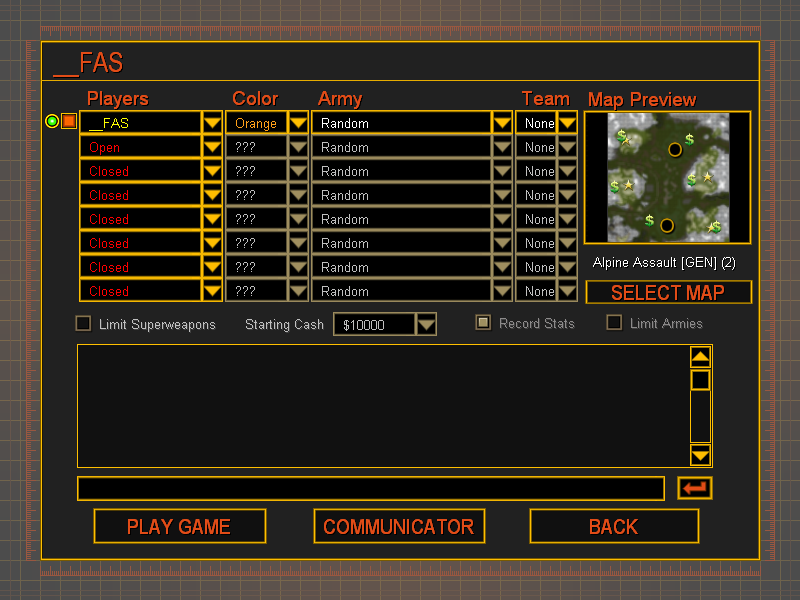 __FAS
Players Color Army Team Map Preview
__FAS Orange Random None
Open ??? Random None
Closed ??? Random None
Closed ??? Random None
Closed ??? Random None
Closed ??? Random None
Closed ??? Random None
Closed ??? Random None
Alpine Assault [GEN] (2)
SELECT MAP
Limit Superweapons Starting Cash $10000 Record Stats Limit Armies
PLAY GAME COMMUNICATOR BACK